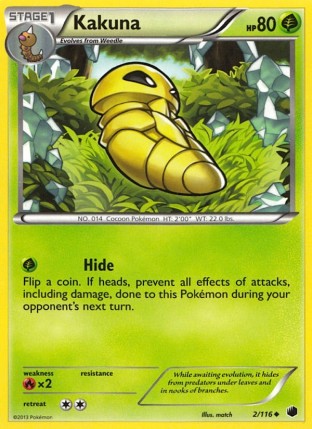 STAGE1
Kakuna
HP80
Evolves from Weedle
NO. 014 Cocoon Pokémon HT: 2'00" WT: 22.0 lbs.
Hide
Flip a coin. If heads, prevent all effects of attacks,
including damage, done to this Pokémon during your
opponent's next turn.
weakness
resistance
×2
While awaiting evolution, it hides
from predators under leaves and
in nooks of branches.
retreat
©2013 Pokémon
Illus. match
2/116